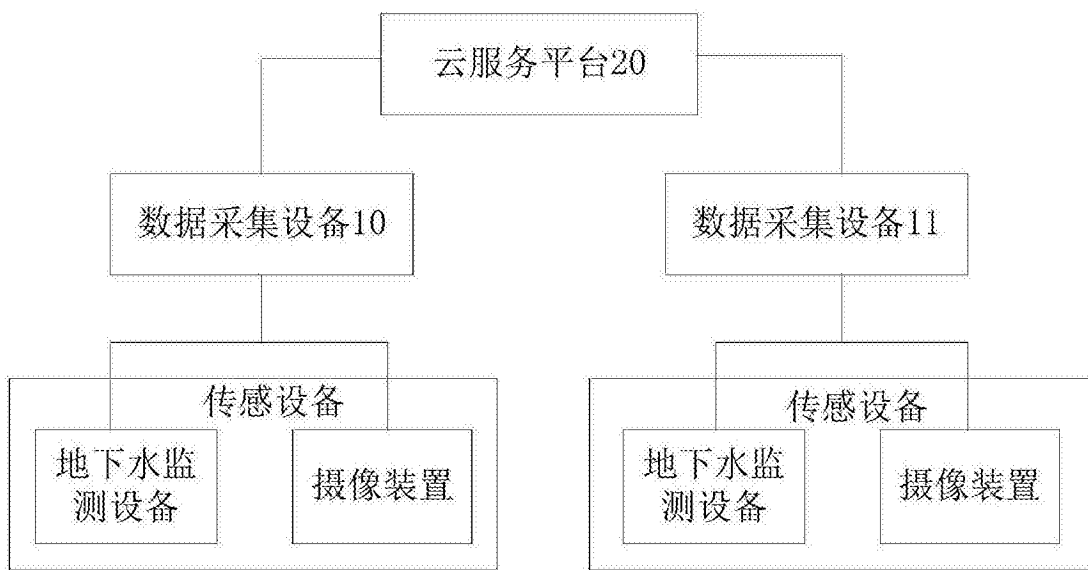 云服务平台20
数据采集设备10
数据采集设备11
传感设备
地下水监
测设备
摄像装置
传感设备
地下水监
测设备
摄像装置